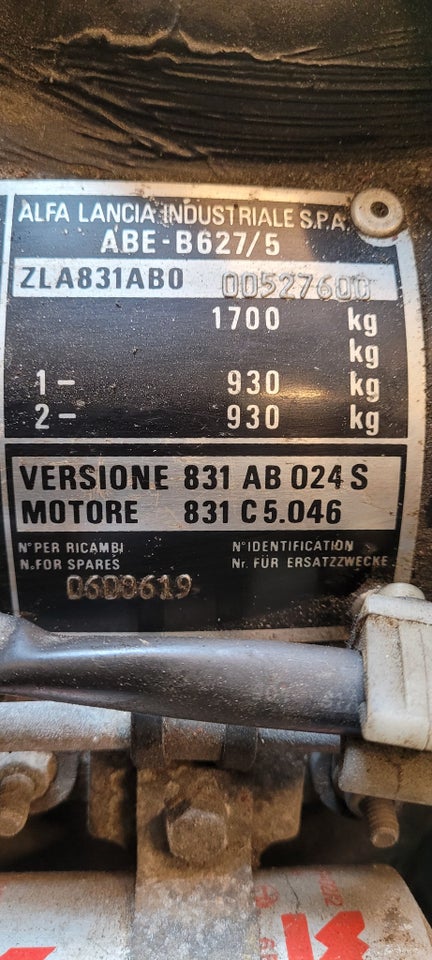 ALFA LANCIA INDUSTRIALE S.P.A.
ABE-B627/5
ZLA831AB0 00527600
1700 kg
kg
1- 930 kg
2- 930 kg
VERSIONE 831 AB 024 S
MOTORE 831 C5.046
N° PER RICAMBI N° IDENTIFICATION
N. FOR SPARES Nr. FÜR ERSATZZWECKE
0608619